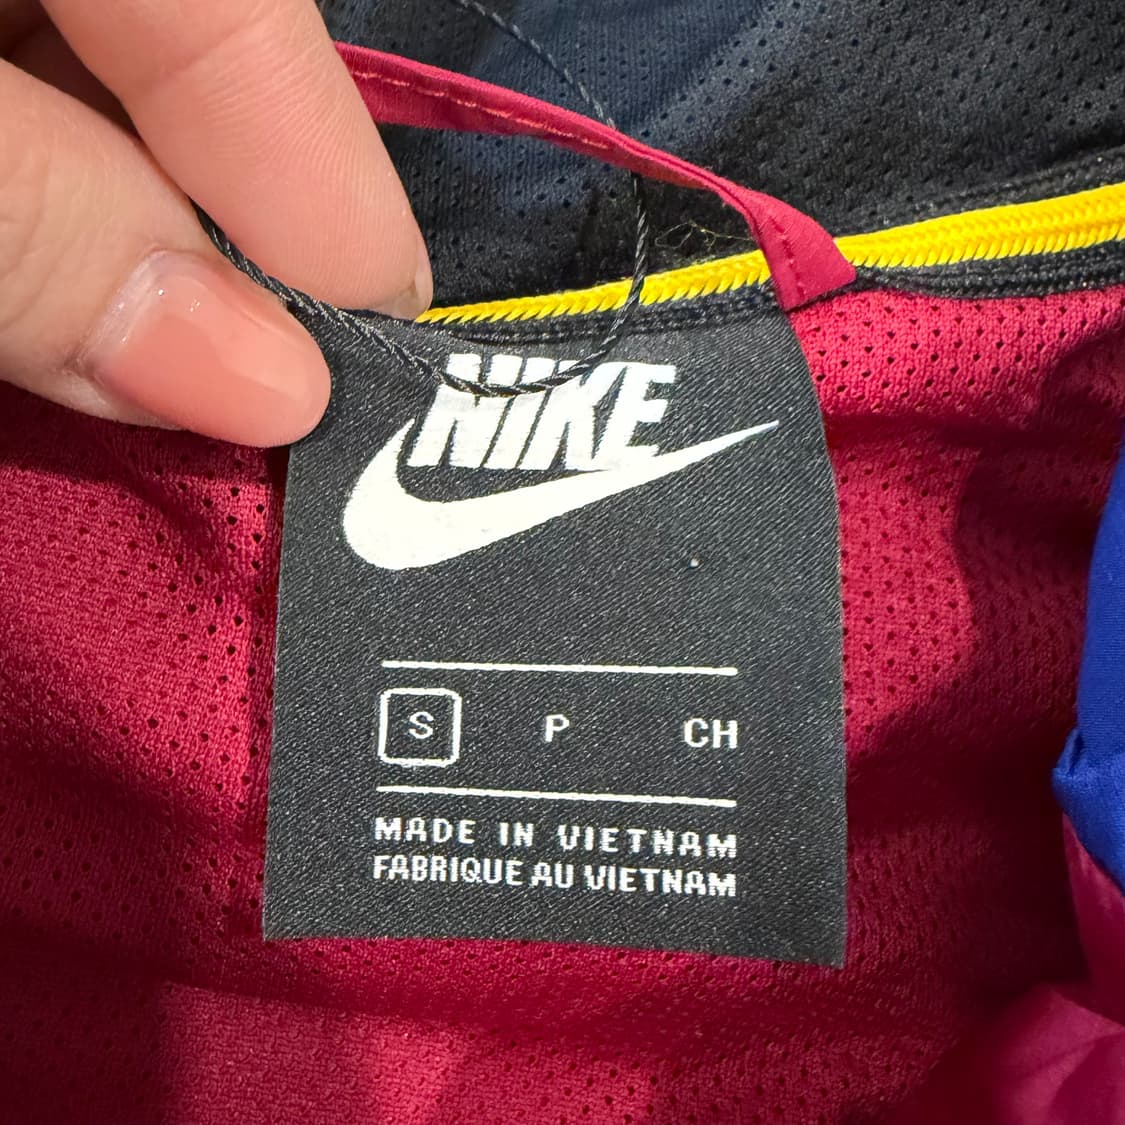 NIKE
S P CH
MADE IN VIETNAM
FABRIQUE AU VIETNAM